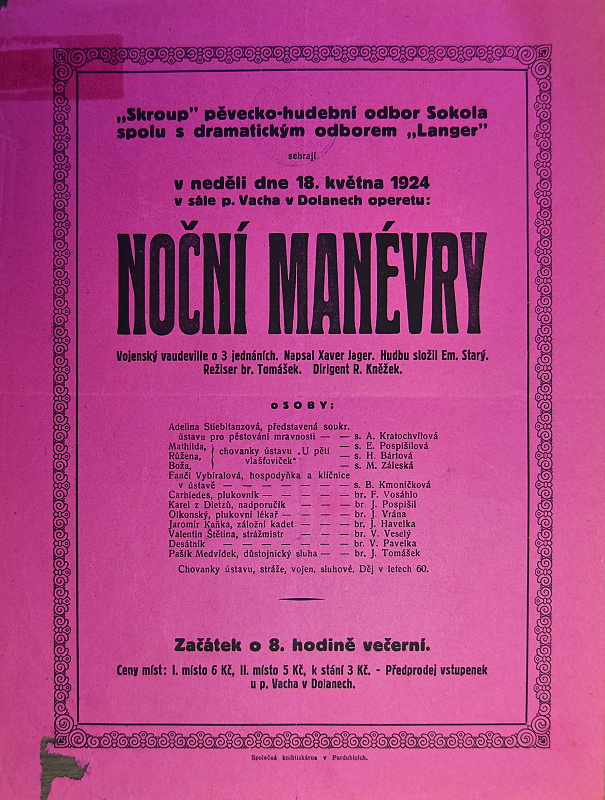 „Skroup" pěvecko-hudební odbor Sokola
spolu s dramatickým odborem „Langer"
sehrají
v neděli dne 18. května 1924
v sále p. Vacha v Dolanech operetu:
NOČNÍ MANÉVRY
Vojenský vaudeville o 3 jednáních. Napsal Xaver Jager. Hudbu složil Em. Starý.
Režiser br. Tomášek. Dirigent R. Kněžek.
OSOBY:
Adelina Stiebltanzová, představená soukr.
ústavu pro pěstování mravnosti — — s. A. Kratochvílová
Mathilda, — s. E. Pospíšilová
Růžena, } chovanky ústavu „U pěti vlašťoviček" — s. H. Bártová
Boža, — s. M. Záleská
Fanči Vybíralová, hospodyňka a klíčnice
v ústavě — — — — — — — s. B. Kmoníčková
Carhiedes, plukovník — — — — — br. F. Vosáhlo
Karel z Dietzů, nadporučík — — — br. J. Pospíšil
Olkonský, plukovní lékař — — — — br. J. Vrána
Jaromír Kaňka, záložní kadet — — — br. J. Havelka
Valentin Štětina, strážmistr — — — br. V. Veselý
Desátník — — — — — — — br. V. Pavelka
Pašík Medvídek, důstojnický sluha — — br. J. Tomášek
Chovanky ústavu, stráže, vojen. sluhové. Děj v letech 60.
Začátek o 8. hodině večerní.
Ceny míst: I. místo 6 Kč, II. místo 5 Kč, k stání 3 Kč. - Předprodej vstupenek
u p. Vacha v Dolanech.
Společná knihtiskárna v Pardubicích.